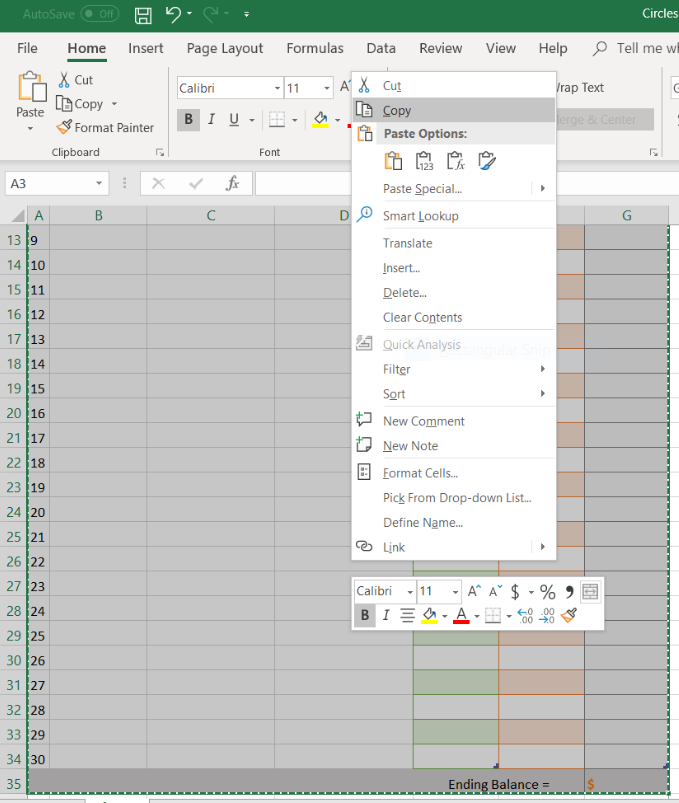 AutoSave Off Circles
File Home Insert Page Layout Formulas Data Review View Help Tell me wh
Paste
Cut
Copy
Format Painter
Clipboard
Calibri 11 A
B I U
Font
Wrap Text
Merge & Center
A3 fx
Cut
Copy
Paste Options:
123 fx
Paste Special...
Smart Lookup
Translate
Insert...
Delete...
Clear Contents
Quick Analysis
Filter
Sort
New Comment
New Note
Format Cells...
Pick From Drop-down List...
Define Name...
Link
Calibri 11 A^ A˅ $ % ,
B I A .00 .00
A B C D G
13 9
14 10
15 11
16 12
17 13
18 14
19 15
20 16
21 17
22 18
23 19
24 20
25 21
26 22
27 23
28 24
29 25
30 26
31 27
32 28
33 29
34 30
35 Ending Balance = $